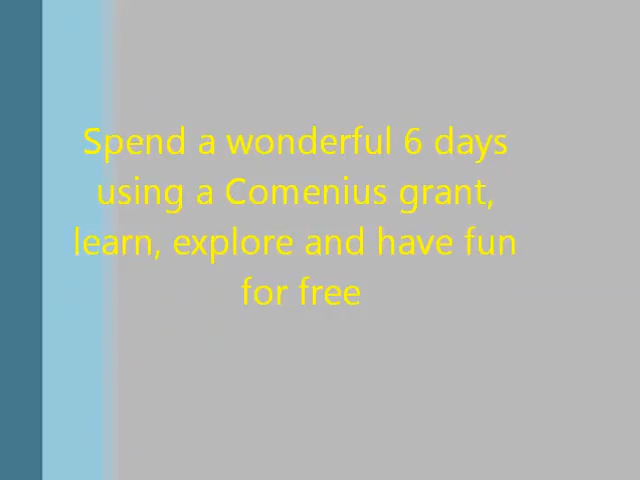 Spend a wonderful 6 days
using a Comenius grant,
learn, explore and have fun
for free